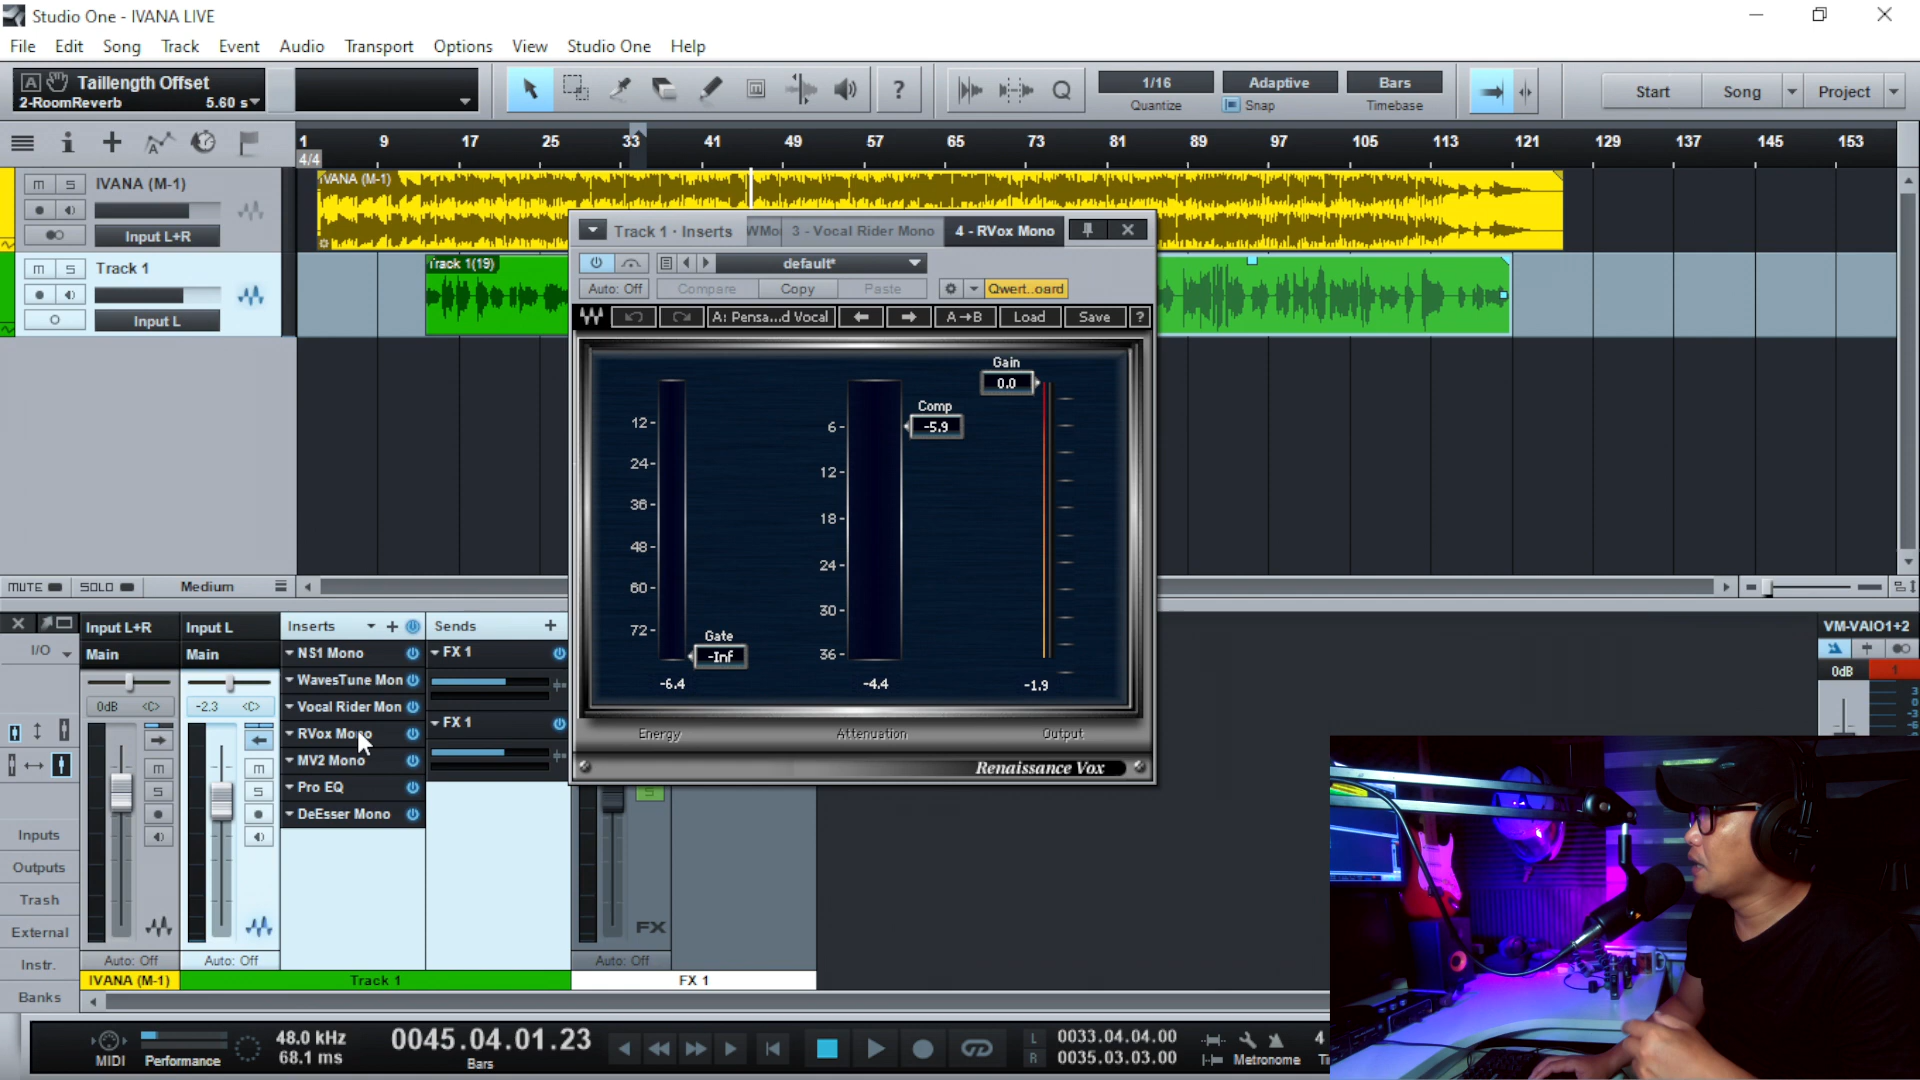 Studio One - IVANA LIVE
File Edit Song Track Event Audio Transport Options View Studio One Help
A Taillength Offset
2-RoomReverb 5.60 s
?
Q
1/16
Quantize
Adaptive
Snap
Bars
Timebase
Start Song Project
1 9 17 25 33 41 49 57 65 73 81 89 97 105 113 121 129 137 145 153
4/4
M S IVANA (M-1)
Input L+R
IVANA (M-1)
M S Track 1
Input L
Track 1(19)
Track 1 • Inserts 3 - Vocal Rider Mono 4 - RVox Mono
default*
Auto: Off Compare Copy Paste Qwert..oard
A: Pensa...d Vocal A→B Load Save ?
Gain
0.0
Comp
-5.9
12
24
36
48
60
72
6
12
18
24
30
36
Gate
-Inf
-6.4 -4.4 -1.9
Energy Attenuation Output
Renaissance Vox
MUTE SOLO Medium
I/O
Input L+R Input L
Main Main
0dB <C> -2.3 <C>
M M
S S
Inserts
NS1 Mono
WavesTune Mon
Vocal Rider Mon
RVox Mono
MV2 Mono
Pro EQ
DeEsser Mono
Sends
FX 1
FX 1
S
FX
Inputs
Outputs
Trash
External
Instr.
Banks
Auto: Off Auto: Off Auto: Off
IVANA (M-1) Track 1 FX 1
VM-VAIO1+2
0dB 1
MIDI Performance
48.0 kHz
68.1 ms
0045.04.01.23
Bars
L 0033.04.04.00
R 0035.03.03.00
Metronome
4